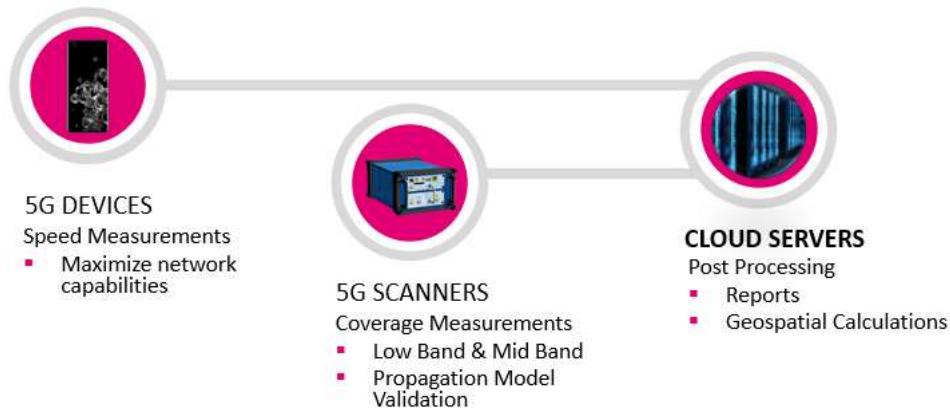 5G DEVICES
Speed Measurements
▪ Maximize network
capabilities
5G SCANNERS
Coverage Measurements
▪ Low Band & Mid Band
▪ Propagation Model
Validation
CLOUD SERVERS
Post Processing
▪ Reports
▪ Geospatial Calculations